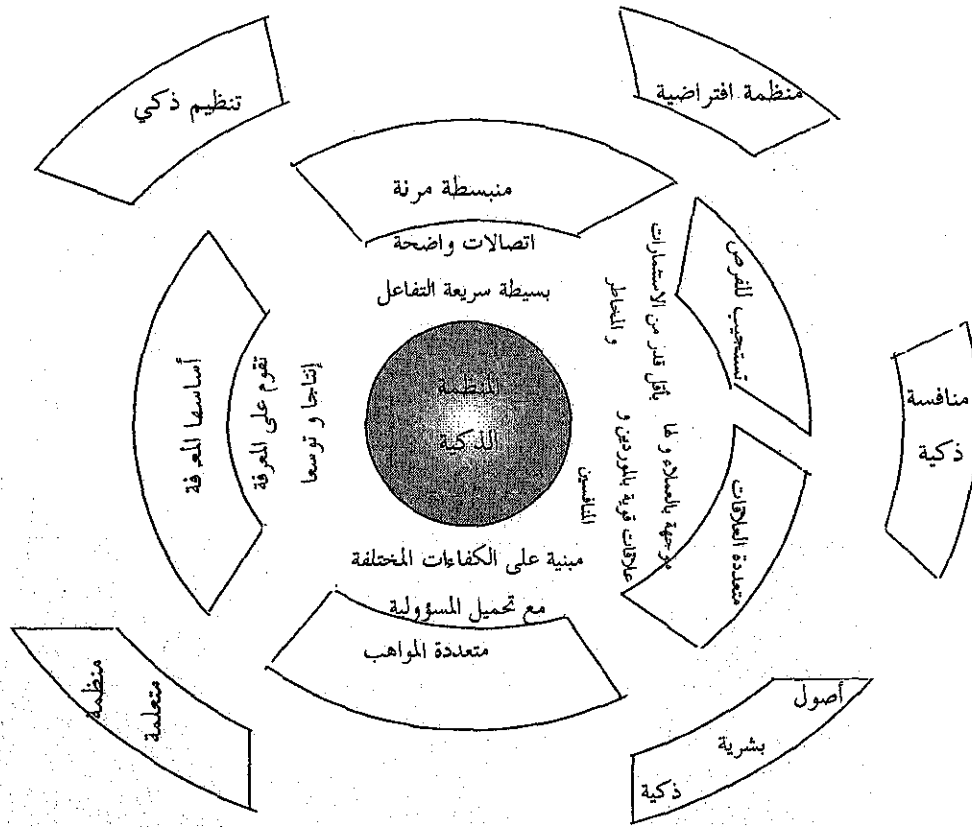 تنظيم ذكي
منظمة افتراضية
منبسطة مرنة
اتصالات واضحة
بسيطة سريعة التفاعل
تستجيب للفرص
بأقل قدر من الاستثمارات
و المخاطر
منافسة
ذكية
المنظمة
الذكية
أساسها المعرفة
تقوم على المعرفة
إنتاجا و توسعا
متعددة العلاقات
موجهة بالعملاء و لها
علاقات قوية بالموردين و
المنافسين
مبنية على الكفاءات المختلفة
مع تحميل المسؤولية
متعددة المواهب
منظمة
متعلمة
أصول
بشرية
ذكية